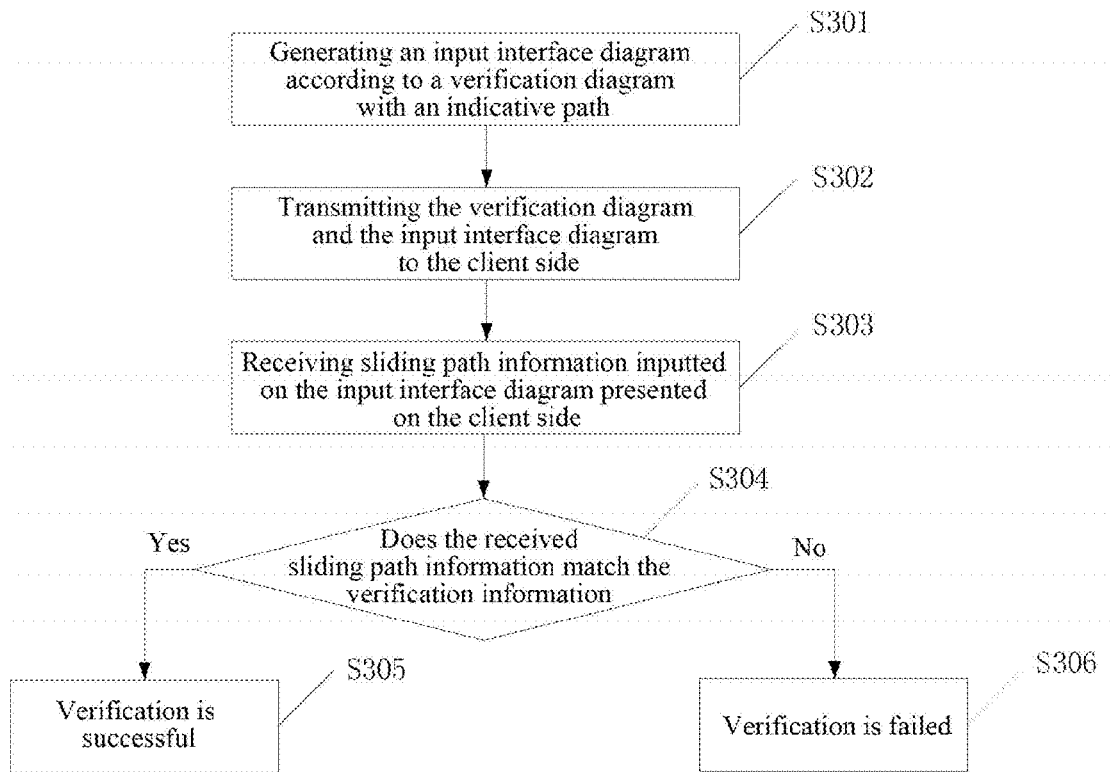 S301
Generating an input interface diagram
according to a verification diagram
with an indicative path
S302
Transmitting the verification diagram
and the input interface diagram
to the client side
S303
Receiving sliding path information inputted
on the input interface diagram presented
on the client side
S304
Does the received
sliding path information match the
verification information
Yes
No
S305
Verification is
successful
S306
Verification is failed